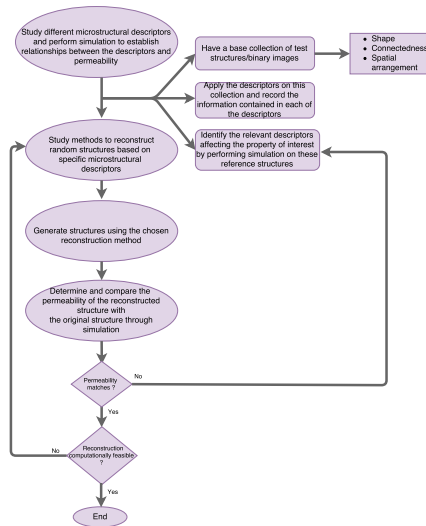 Study different microstructural descriptors
and perform simulation to establish
relationships between the descriptors and
permeability
Have a base collection of test
structures/binary images
Shape
Connectedness
Spatial
arrangement
Apply the descriptors on this
collection and record the
information contained in each of
the descriptors
Study methods to reconstruct
random structures based on
specific microstructural
descriptors
Identify the relevant descriptors
affecting the property of interest
by performing simulation on these
reference structures
Generate structures using the chosen
reconstruction method
Determine and compare the
permeability of the reconstructed
structure with
the original structure through
simulation
Permeability
matches ?
No
Yes
Reconstruction
computationally feasible
?
No
Yes
End